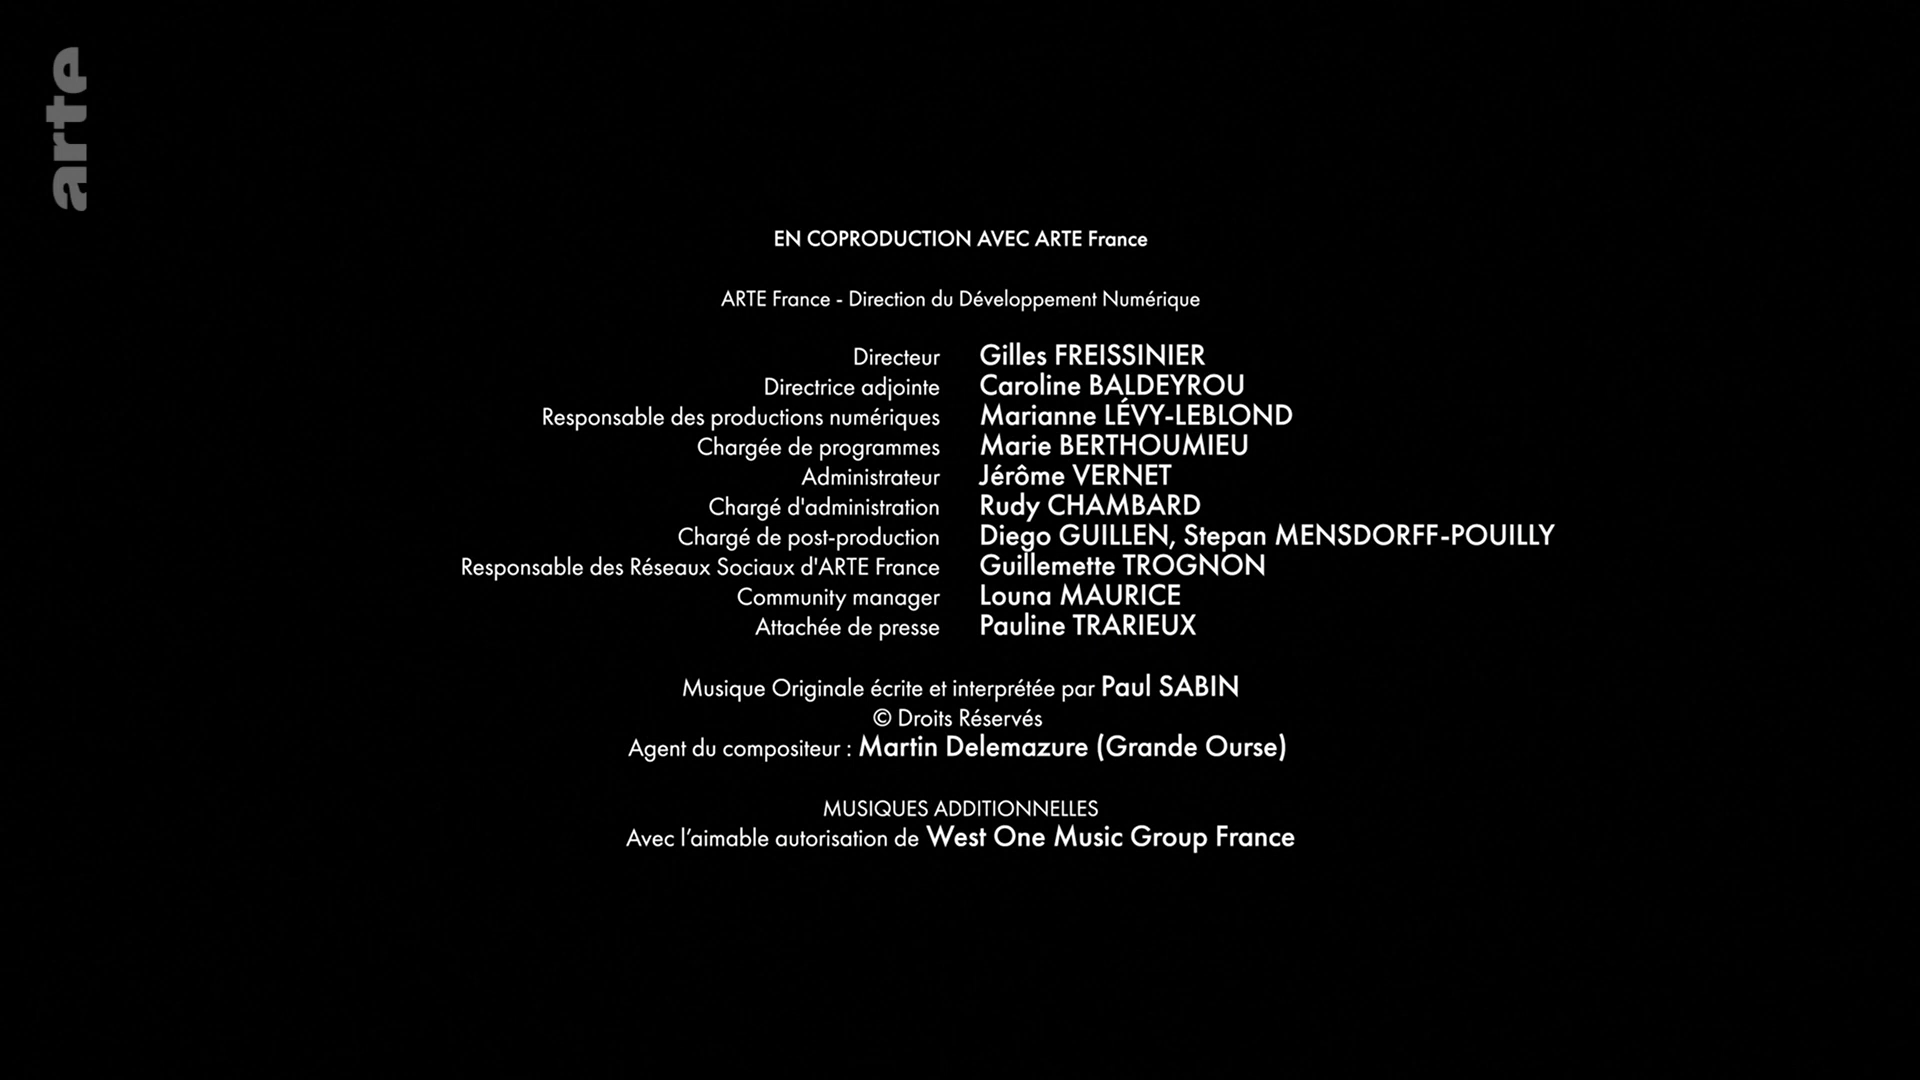 arte
EN COPRODUCTION AVEC ARTE France
ARTE France - Direction du Développement Numérique
Directeur Gilles FREISSINIER
Directrice adjointe Caroline BALDEYROU
Responsable des productions numériques Marianne LÉVY-LEBLOND
Chargée de programmes Marie BERTHOUMIEU
Administrateur Jérôme VERNET
Chargé d'administration Rudy CHAMBARD
Chargé de post-production Diego GUILLEN, Stepan MENSDORFF-POUILLY
Responsable des Réseaux Sociaux d'ARTE France Guillemette TROGNON
Community manager Louna MAURICE
Attachée de presse Pauline TRARIEUX
Musique Originale écrite et interprétée par Paul SABIN
© Droits Réservés
Agent du compositeur : Martin Delemazure (Grande Ourse)
MUSIQUES ADDITIONNELLES
Avec l’aimable autorisation de West One Music Group France